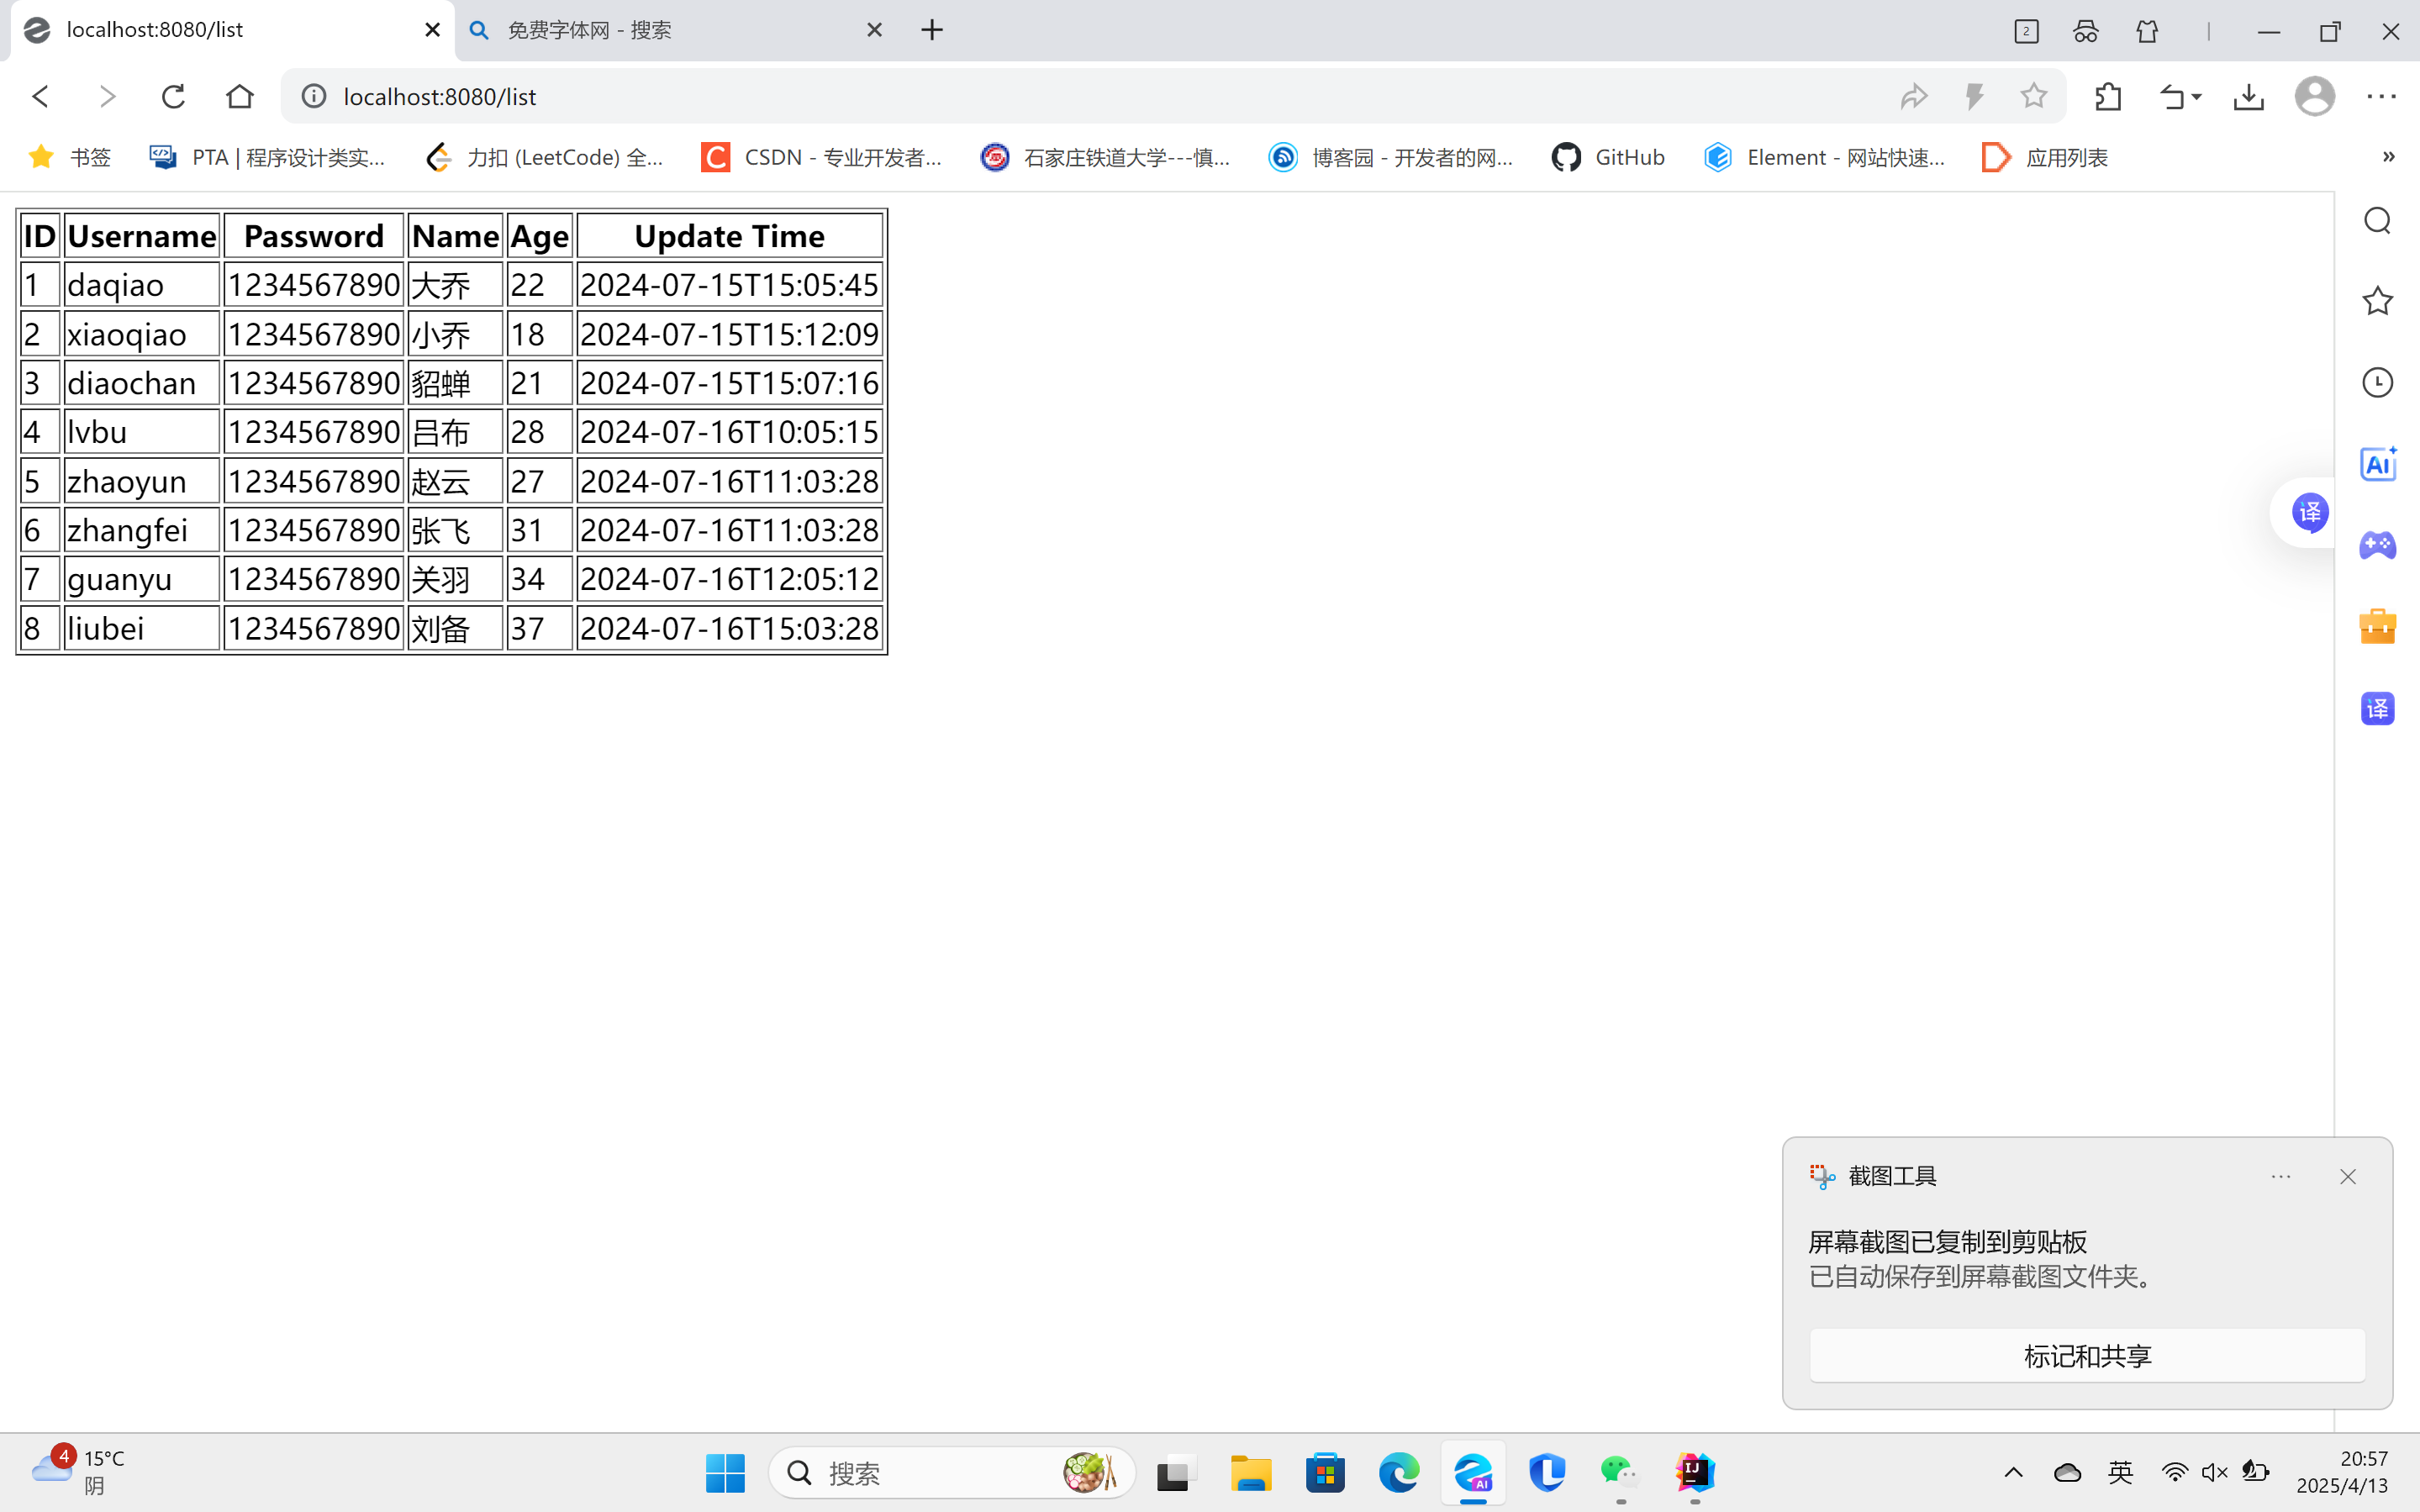 localhost:8080/list
免费字体网 - 搜索
2
localhost:8080/list
书签
PTA | 程序设计类实...
力扣 (LeetCode) 全...
CSDN - 专业开发者...
石家庄铁道大学---慎...
博客园 - 开发者的网...
GitHub
Element - 网站快速...
应用列表
»
ID Username Password Name Age Update Time
1 daqiao 1234567890 大乔 22 2024-07-15T15:05:45
2 xiaoqiao 1234567890 小乔 18 2024-07-15T15:12:09
3 diaochan 1234567890 貂蝉 21 2024-07-15T15:07:16
4 lvbu 1234567890 吕布 28 2024-07-16T10:05:15
5 zhaoyun 1234567890 赵云 27 2024-07-16T11:03:28
6 zhangfei 1234567890 张飞 31 2024-07-16T11:03:28
7 guanyu 1234567890 关羽 34 2024-07-16T12:05:12
8 liubei 1234567890 刘备 37 2024-07-16T15:03:28
AI
译
译
截图工具
屏幕截图已复制到剪贴板
已自动保存到屏幕截图文件夹。
标记和共享
4
15°C
阴
搜索
AI
IJ
英
20:57
2025/4/13